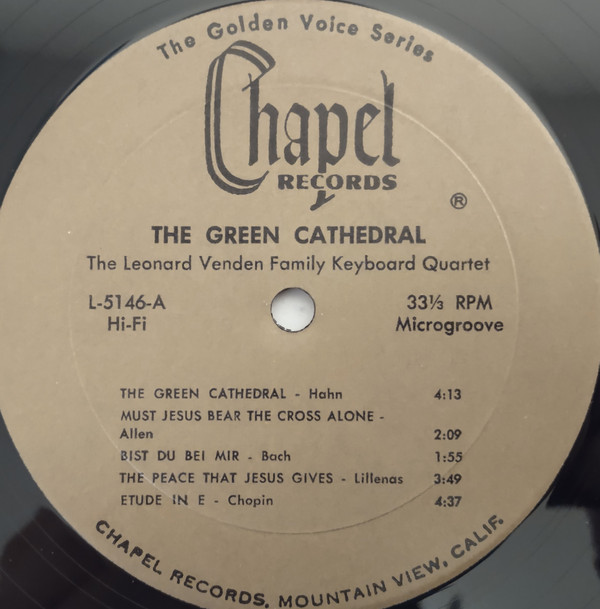 The Golden Voice Series
Chapel
RECORDS
®
THE GREEN CATHEDRAL
The Leonard Venden Family Keyboard Quartet
L-5146-A 33⅓ RPM
Hi-Fi Microgroove
THE GREEN CATHEDRAL - Hahn 4:13
MUST JESUS BEAR THE CROSS ALONE -
Allen 2:09
BIST DU BEI MIR - Bach 1:55
THE PEACE THAT JESUS GIVES - Lillenas 3:49
ETUDE IN E - Chopin 4:37
CHAPEL RECORDS, MOUNTAIN VIEW, CALIF.